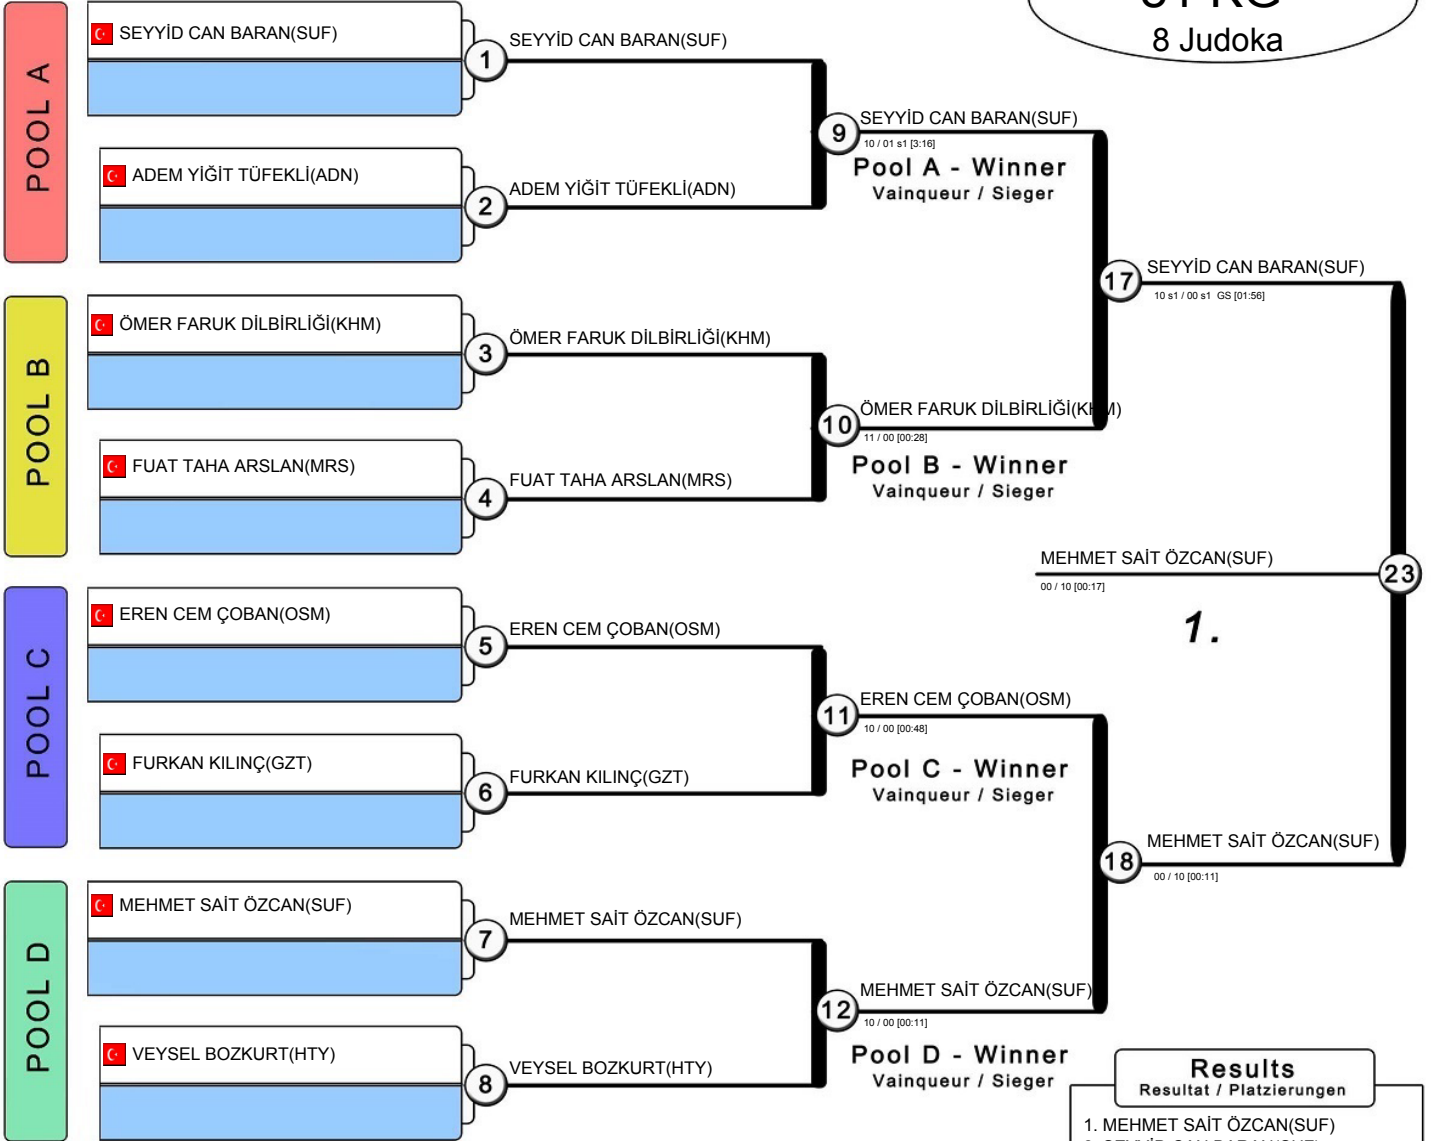 8 Judoka
POOL A
SEYYİD CAN BARAN(SUF)
1
SEYYİD CAN BARAN(SUF)
ADEM YİĞİT TÜFEKLİ(ADN)
2
ADEM YİĞİT TÜFEKLİ(ADN)
9
SEYYİD CAN BARAN(SUF)
10 / 01 s1 [3:16]
Pool A - Winner
Vainqueur / Sieger
POOL B
ÖMER FARUK DİLBİRLİĞİ(KHM)
3
ÖMER FARUK DİLBİRLİĞİ(KHM)
FUAT TAHA ARSLAN(MRS)
4
FUAT TAHA ARSLAN(MRS)
10
ÖMER FARUK DİLBİRLİĞİ(KHM)
11 / 00 [00:28]
Pool B - Winner
Vainqueur / Sieger
17
SEYYİD CAN BARAN(SUF)
10 s1 / 00 s1 GS [01:56]
MEHMET SAİT ÖZCAN(SUF)
23
00 / 10 [00:17]
1.
POOL C
EREN CEM ÇOBAN(OSM)
5
EREN CEM ÇOBAN(OSM)
FURKAN KILINÇ(GZT)
6
FURKAN KILINÇ(GZT)
11
EREN CEM ÇOBAN(OSM)
10 / 00 [00:48]
Pool C - Winner
Vainqueur / Sieger
18
MEHMET SAİT ÖZCAN(SUF)
00 / 10 [00:11]
POOL D
MEHMET SAİT ÖZCAN(SUF)
7
MEHMET SAİT ÖZCAN(SUF)
VEYSEL BOZKURT(HTY)
8
VEYSEL BOZKURT(HTY)
12
MEHMET SAİT ÖZCAN(SUF)
10 / 00 [00:11]
Pool D - Winner
Vainqueur / Sieger
Results
Resultat / Platzierungen
1. MEHMET SAİT ÖZCAN(SUF)